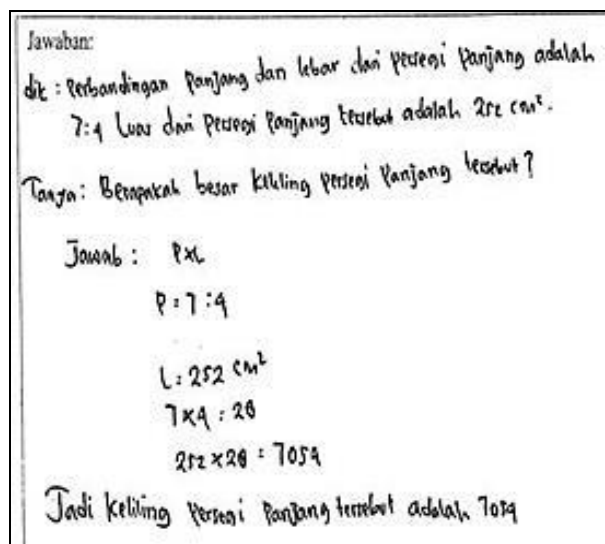 Jawaban:
dik : Perbandingan Panjang dan lebar dari persegi Panjang adalah
7:4 Luas dari Persegi Panjang tersebut adalah 252 cm².
Tanya : Berapakah besar keliling persegi Panjang tersebut ?
Jawab : PxL
P = 7 : 4
L = 252 cm²
7 x 4 = 28
252 x 28 = 7054
Jadi keliling Persegi Panjang tersebut adalah 7054